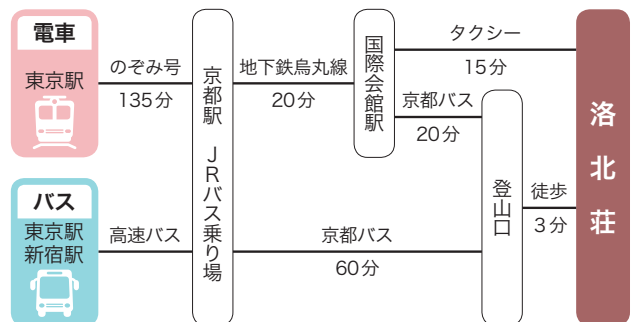 電車
東京駅
のぞみ号
135分
京都駅 JRバス乗り場
地下鉄烏丸線
20分
国際会館駅
タクシー
15分
京都バス
20分
バス
東京駅
新宿駅
高速バス
京都バス
60分
登山口
徒歩
3分
洛北荘